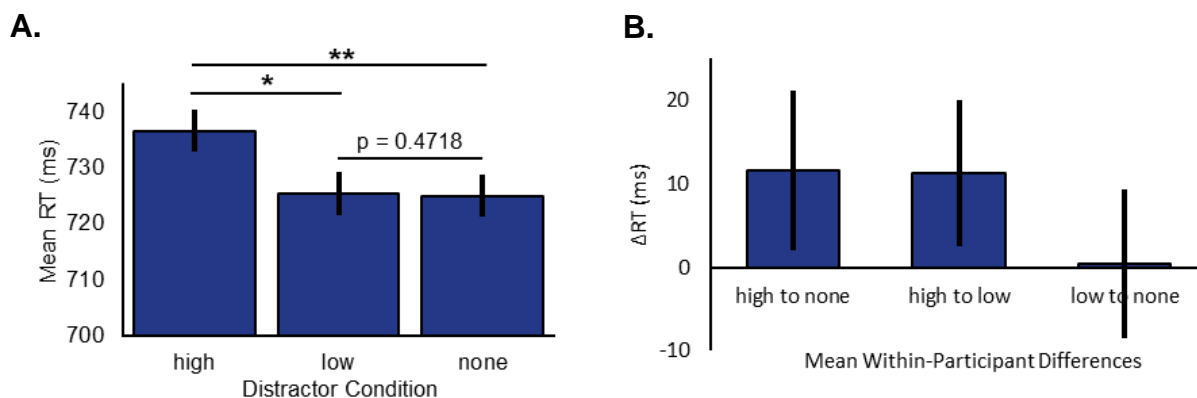 A.
**
*
p = 0.4718
Mean RT (ms)
740
730
720
710
700
high low none
Distractor Condition
B.
ΔRT (ms)
20
10
0
-10
high to none high to low low to none
Mean Within-Participant Differences